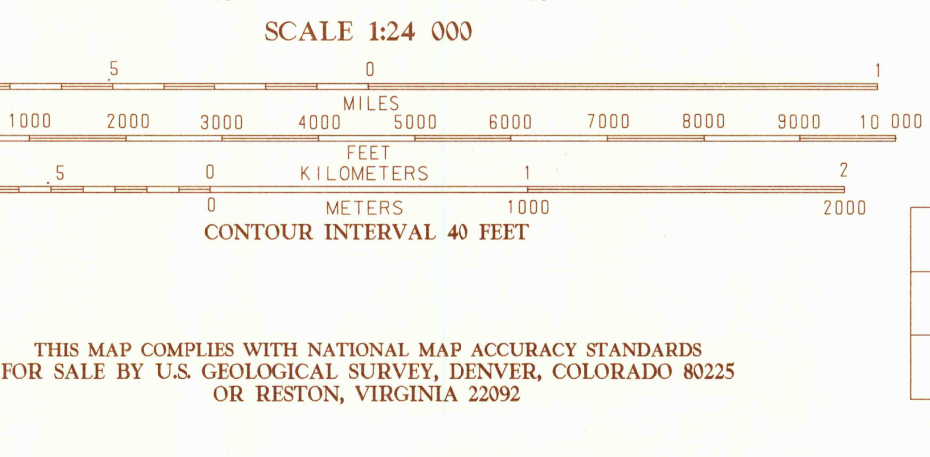 SCALE 1:24 000
.5 0 1
MILES
1000 2000 3000 4000 5000 6000 7000 8000 9000 10 000
FEET
.5 0 KILOMETERS 1 2
0 METERS 1000 2000
CONTOUR INTERVAL 40 FEET
THIS MAP COMPLIES WITH NATIONAL MAP ACCURACY STANDARDS
FOR SALE BY U.S. GEOLOGICAL SURVEY, DENVER, COLORADO 80225
OR RESTON, VIRGINIA 22092